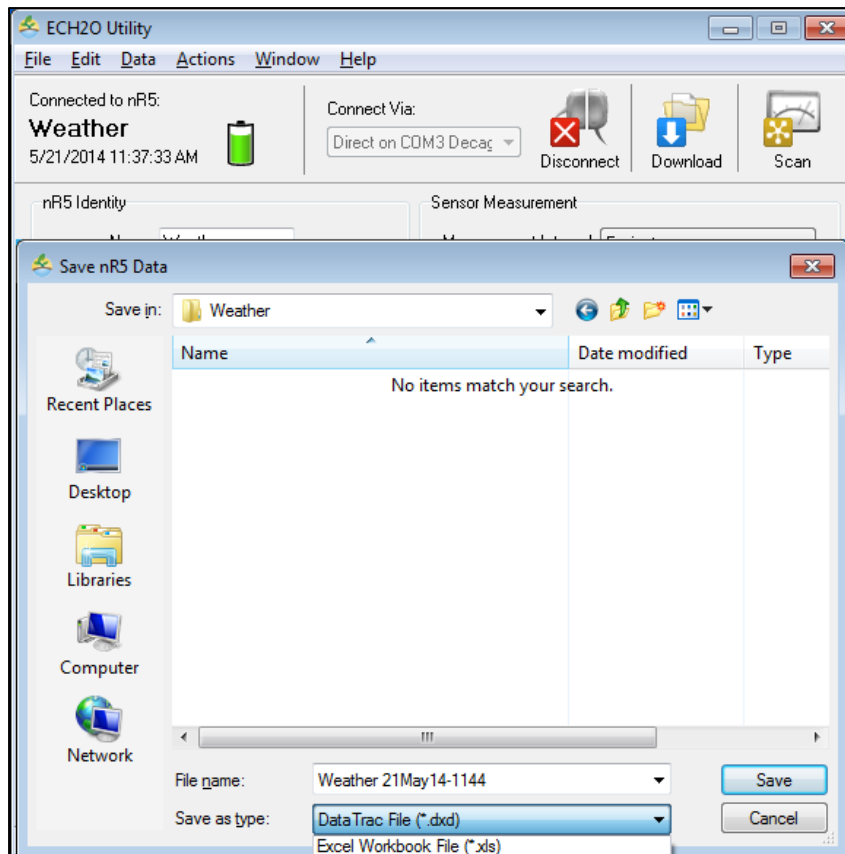 ECH2O Utility
File Edit Data Actions Window Help
Connected to nR5:
Weather
5/21/2014 11:37:33 AM
Connect Via:
Direct on COM3 Decag
Disconnect
Download
Scan
nR5 Identity
Sensor Measurement
Save nR5 Data
Save in:
Weather
Name
Date modified
Type
No items match your search.
Recent Places
Desktop
Libraries
Computer
Network
File name:
Weather 21May14-1144
Save
Save as type:
DataTrac File (*.dxd)
Cancel
Excel Workbook File (*.xls)